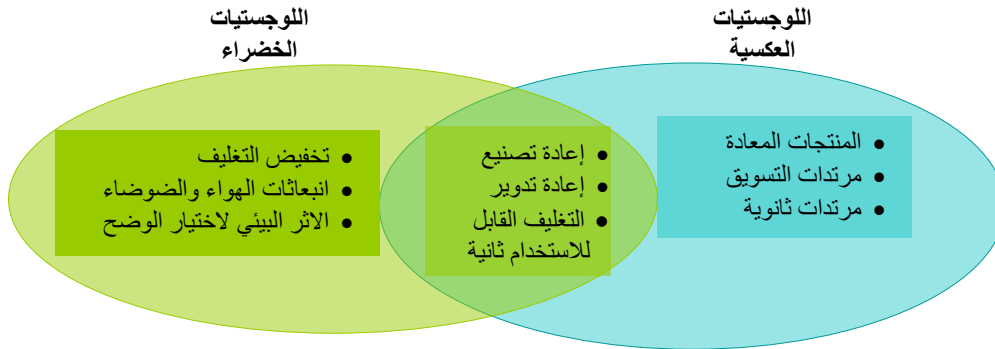 اللوجستيات
العكسية
اللوجستيات
الخضراء
• المنتجات المعادة
• مرتدات التسويق
• مرتدات ثانوية
• إعادة تصنيع
• إعادة تدوير
• التغليف القابل
للاستخدام ثانية
• تخفيض التغليف
• انبعاثات الهواء والضوضاء
• الاثر البيئي لاختيار الوضح